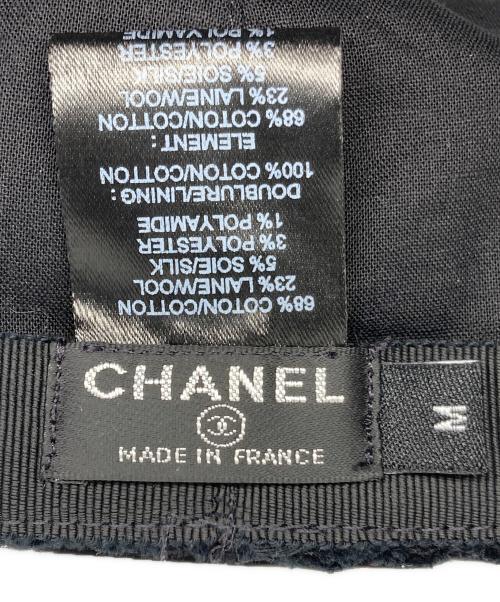 68% COTON/COTTON
23% LAINE/WOOL
5% SOIE/SILK
3% POLYESTER
1% POLYAMIDE
DOUBLURE/LINING :
100% COTON/COTTON
ELEMENT :
68% COTON/COTTON
23% LAINE/WOOL
5% SOIE/SILK
3% POLYESTER
1% POLYAMIDE
CHANEL
MADE IN FRANCE
M